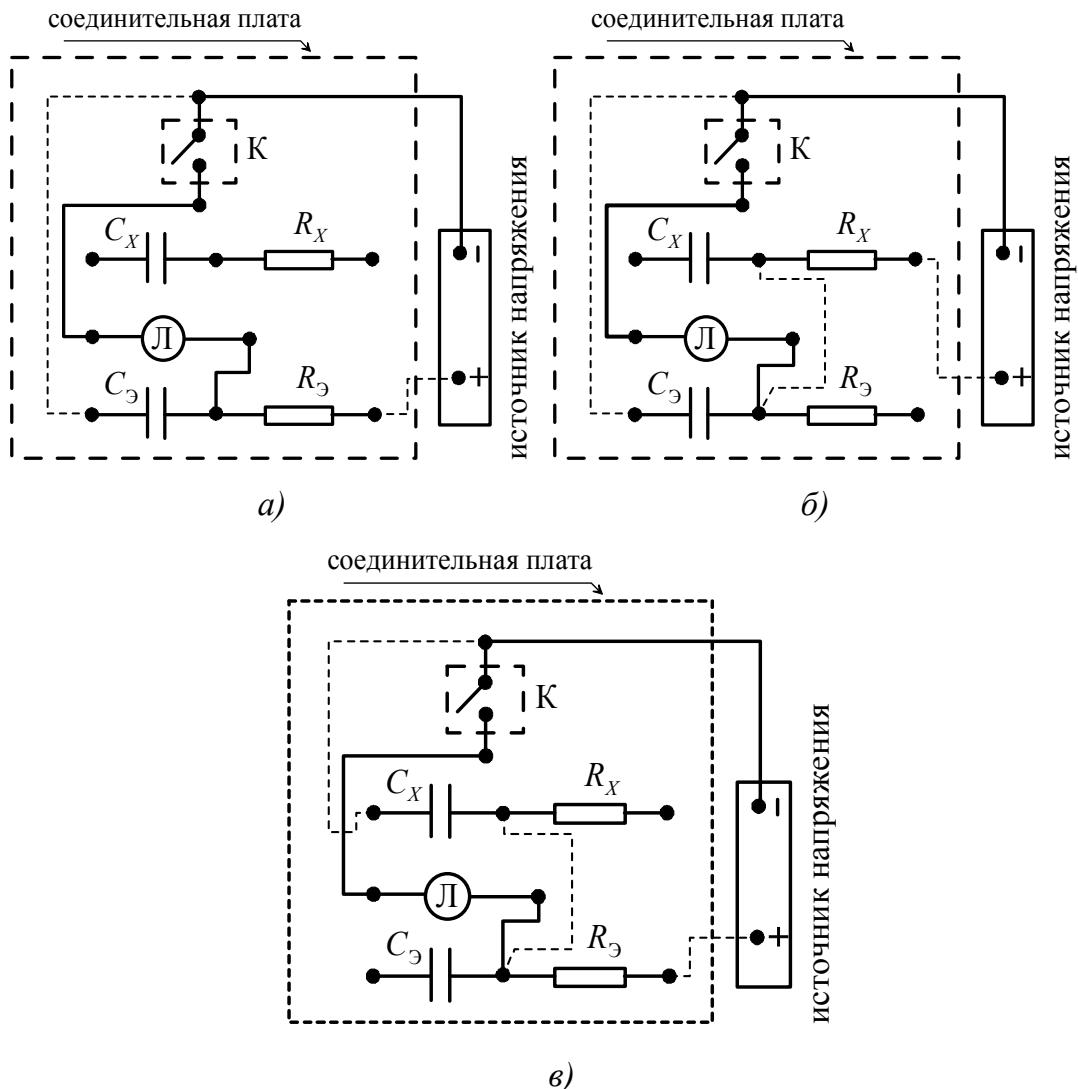 соединительная плата
соединительная плата
К
К
C_X
R_X
C_X
R_X
Л
Л
C_Э
R_Э
C_Э
R_Э
+
+
источник напряжения
источник напряжения
а)
б)
соединительная плата
К
C_X
R_X
Л
C_Э
R_Э
+
источник напряжения
в)